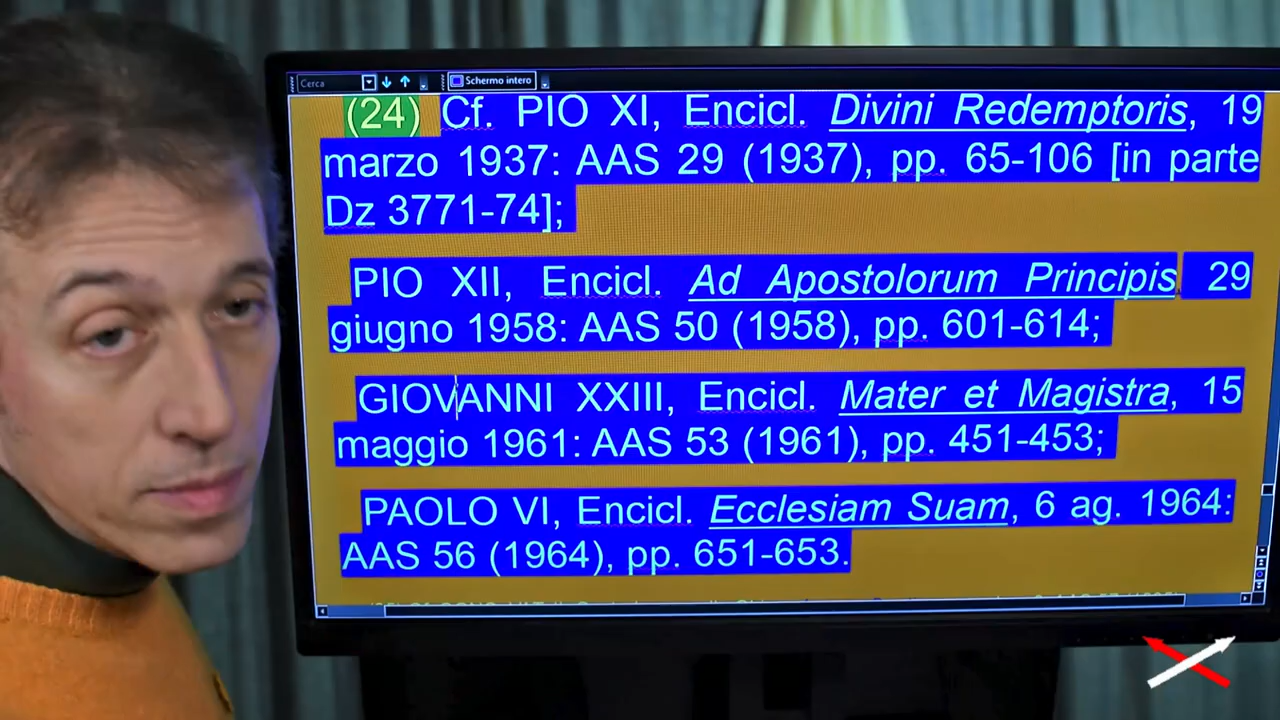 Cerca
Schermo intero
(24) Cf. PIO XI, Encicl. Divini Redemptoris, 19
marzo 1937: AAS 29 (1937), pp. 65-106 [in parte
Dz 3771-74];
PIO XII, Encicl. Ad Apostolorum Principis 29
giugno 1958: AAS 50 (1958), pp. 601-614;
GIOVANNI XXIII, Encicl. Mater et Magistra, 15
maggio 1961: AAS 53 (1961), pp. 451-453;
PAOLO VI, Encicl. Ecclesiam Suam, 6 ag. 1964:
AAS 56 (1964), pp. 651-653.